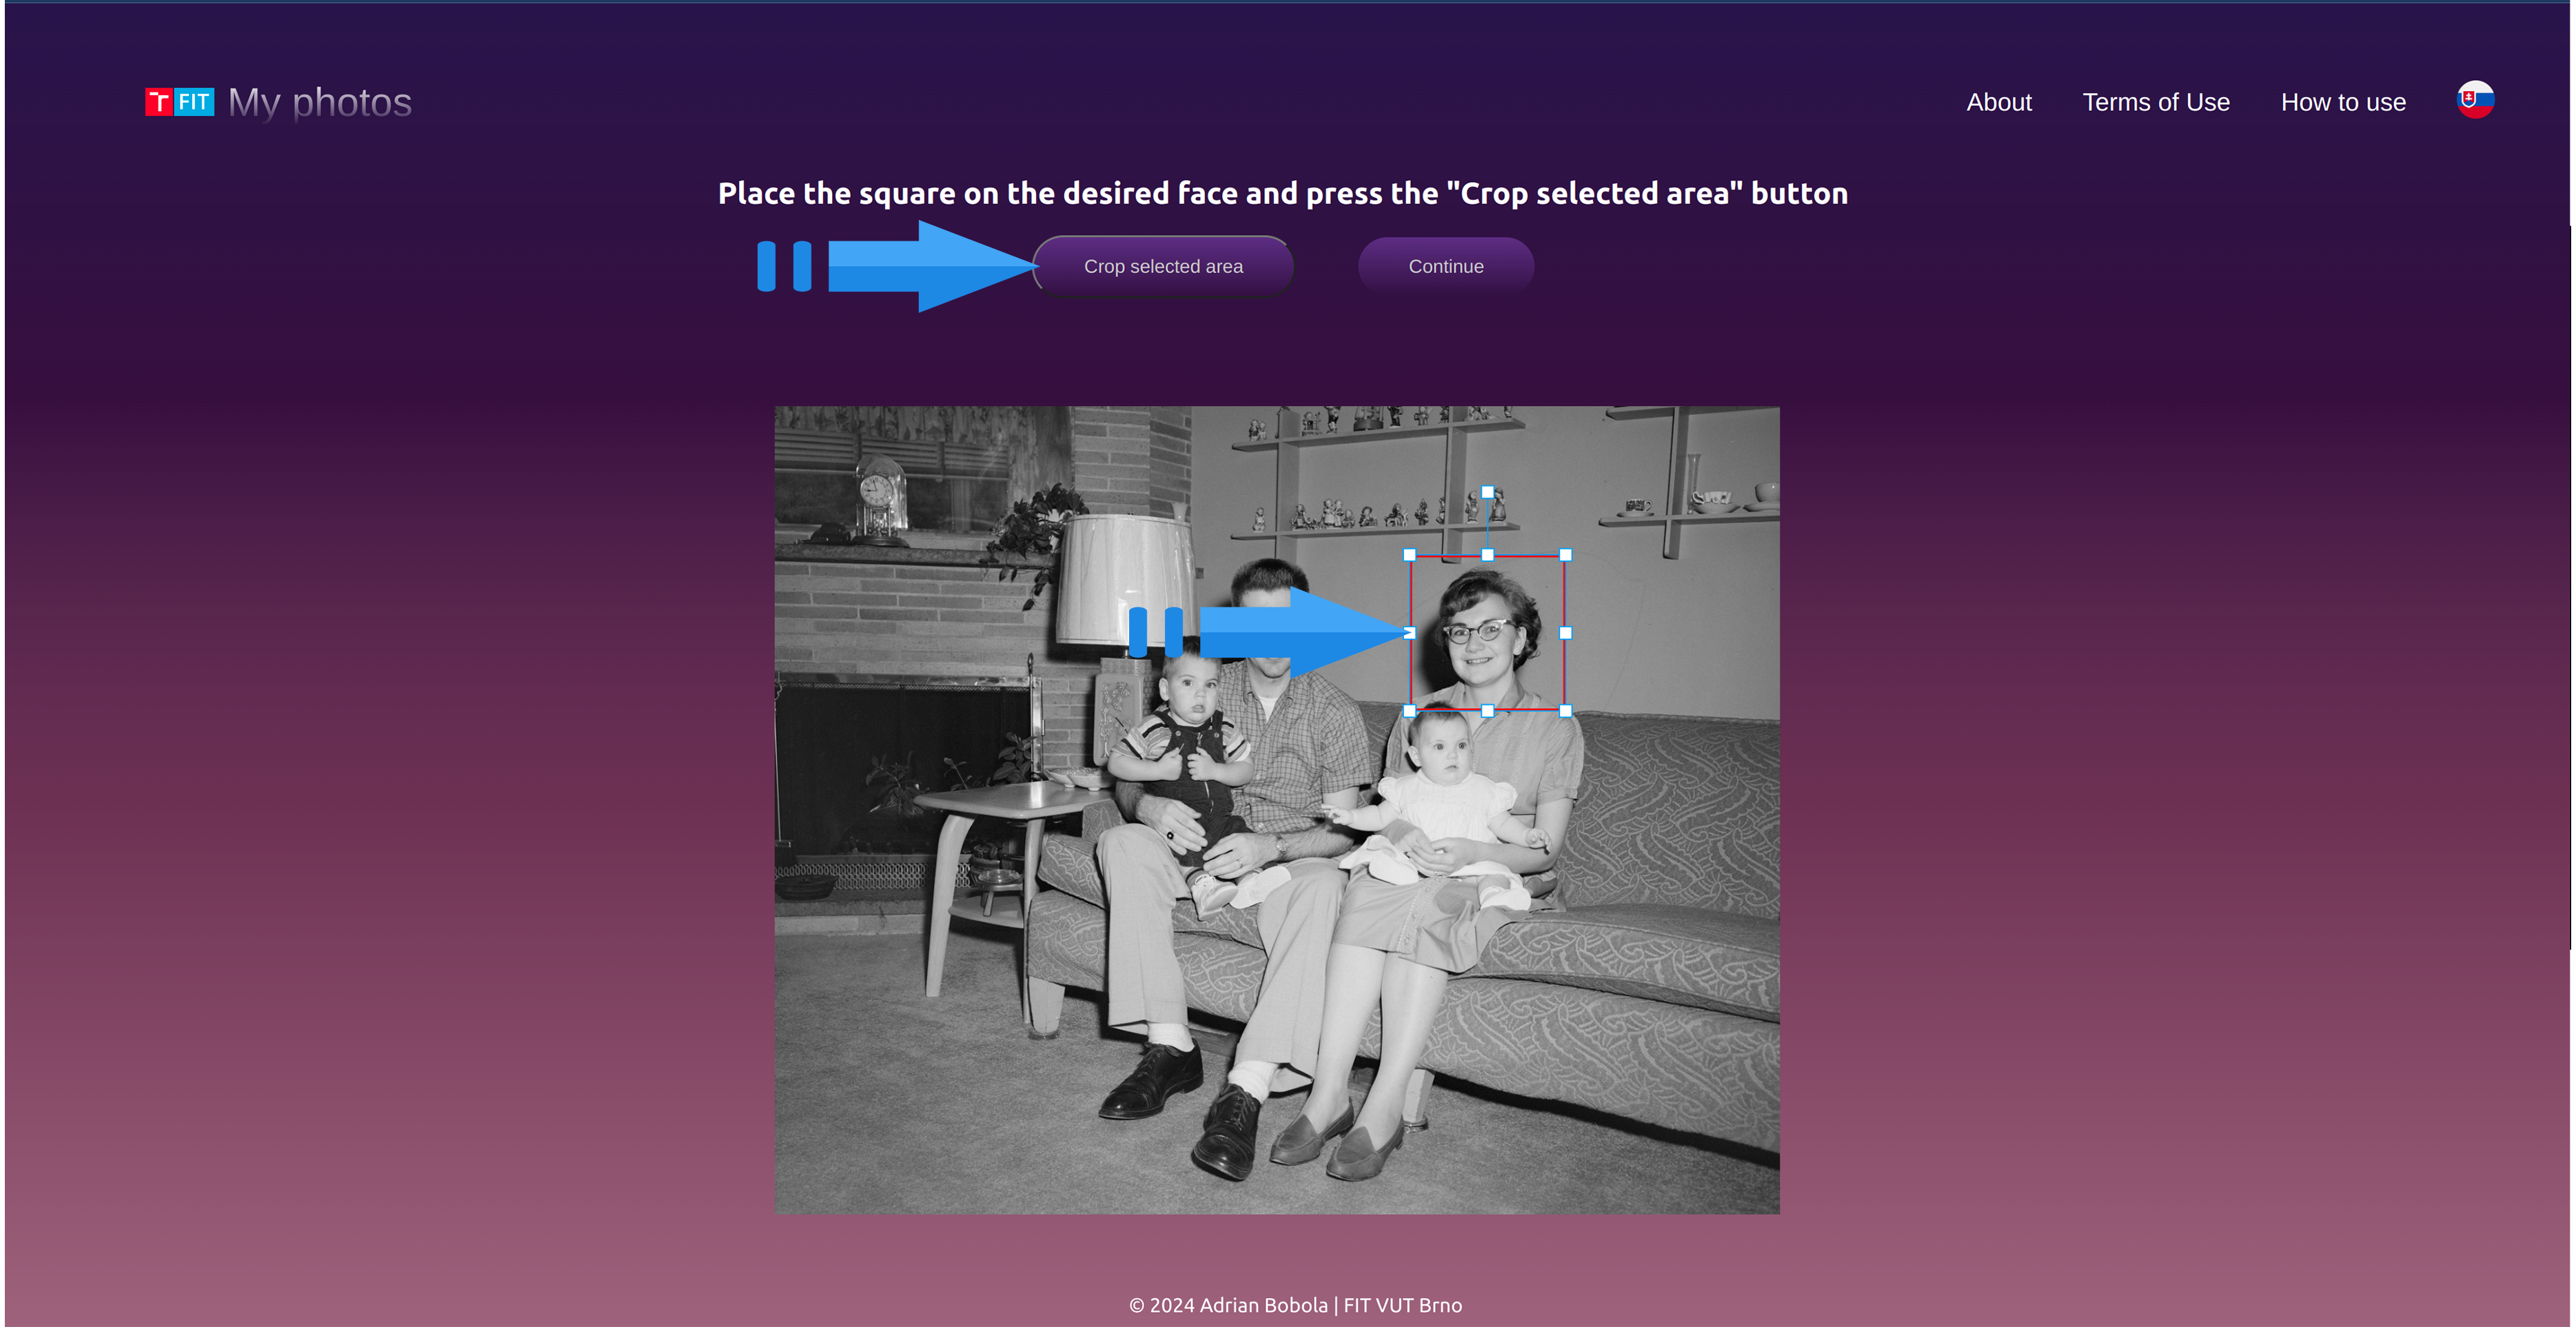 T FIT My photos
About Terms of Use How to use
Place the square on the desired face and press the "Crop selected area" button
Crop selected area Continue
© 2024 Adrian Bobola | FIT VUT Brno